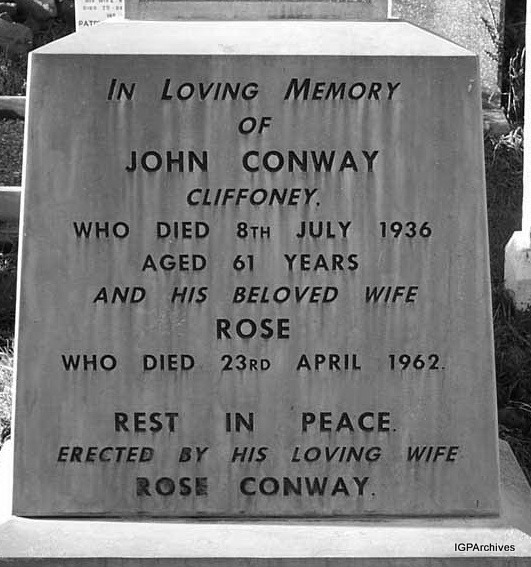 In Loving Memory
OF
JOHN CONWAY
CLIFFONEY.
WHO DIED 8TH JULY 1936
AGED 61 YEARS
AND HIS BELOVED WIFE
ROSE
WHO DIED 23RD APRIL 1962.
REST IN PEACE.
ERECTED BY HIS LOVING WIFE
ROSE CONWAY.
IGPArchives